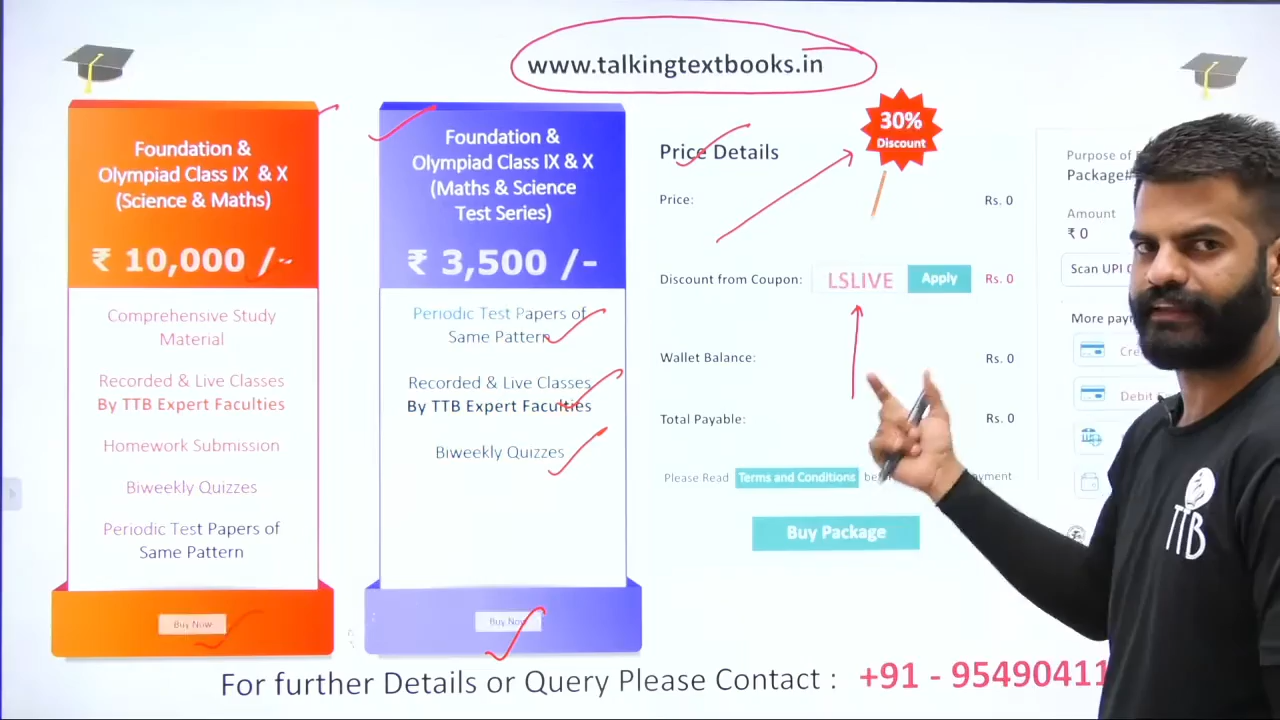 www.talkingtextbooks.in
Foundation &
Olympiad Class IX & X
(Science & Maths)
₹ 10,000 /-
Comprehensive Study
Material
Recorded & Live Classes
By TTB Expert Faculties
Homework Submission
Biweekly Quizzes
Periodic Test Papers of
Same Pattern
Buy Now
Foundation &
Olympiad Class IX & X
(Maths & Science
Test Series)
₹ 3,500 /-
Periodic Test Papers of
Same Pattern
Recorded & Live Classes
By TTB Expert Faculties
Biweekly Quizzes
Buy Now
Price Details
30%
Discount
Price: Rs. 0
Discount from Coupon: LSLIVE Apply Rs. 0
Wallet Balance: Rs. 0
Total Payable: Rs. 0
Please Read Terms and Conditions
Buy Package
Purpose of
Package#
Amount
₹ 0
Scan UPI
More
Debit
TTB
For further Details or Query Please Contact : +91 - 95490411